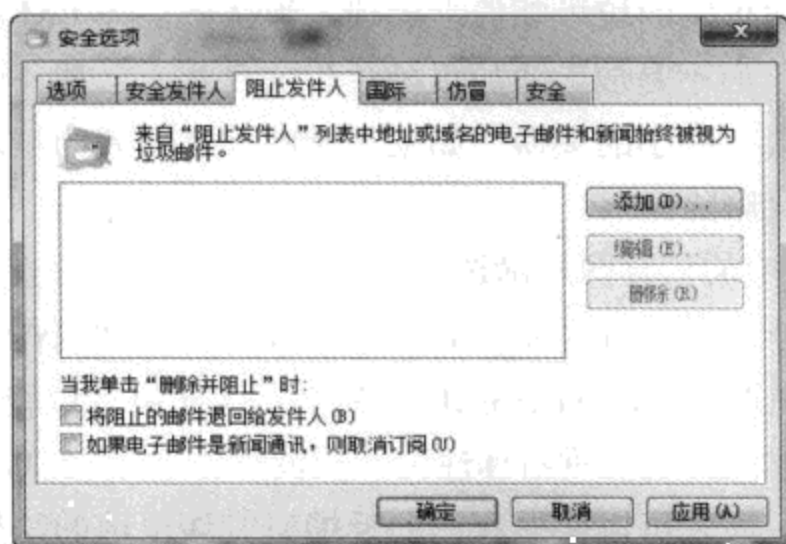 安全选项
选项 安全发件人 阻止发件人 国际 仿冒 安全
来自“阻止发件人”列表中地址或域名的电子邮件和新闻始终被视为
垃圾邮件。
添加(D)...
编辑(E)...
删除(R)
当我单击“删除并阻止”时:
将阻止的邮件退回给发件人(B)
如果电子邮件是新闻通讯，则取消订阅(U)
确定 取消 应用(A)